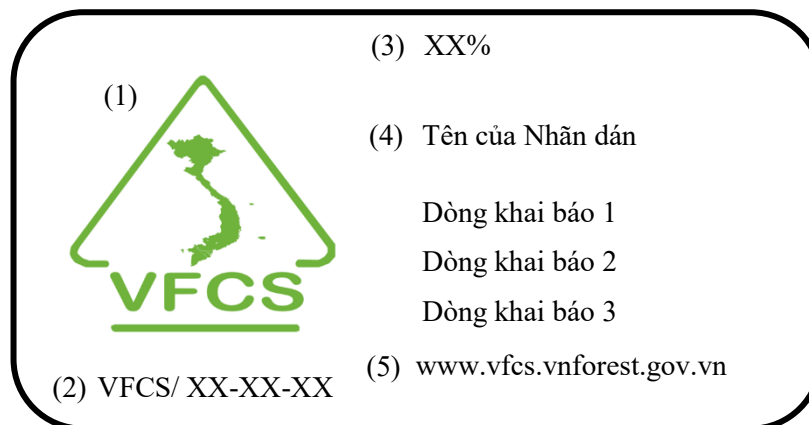 (1)
VFCS
(2) VFCS/ XX-XX-XX
(3) XX%
(4) Tên của Nhãn dán
Dòng khai báo 1
Dòng khai báo 2
Dòng khai báo 3
(5) www.vfcs.vnforest.gov.vn